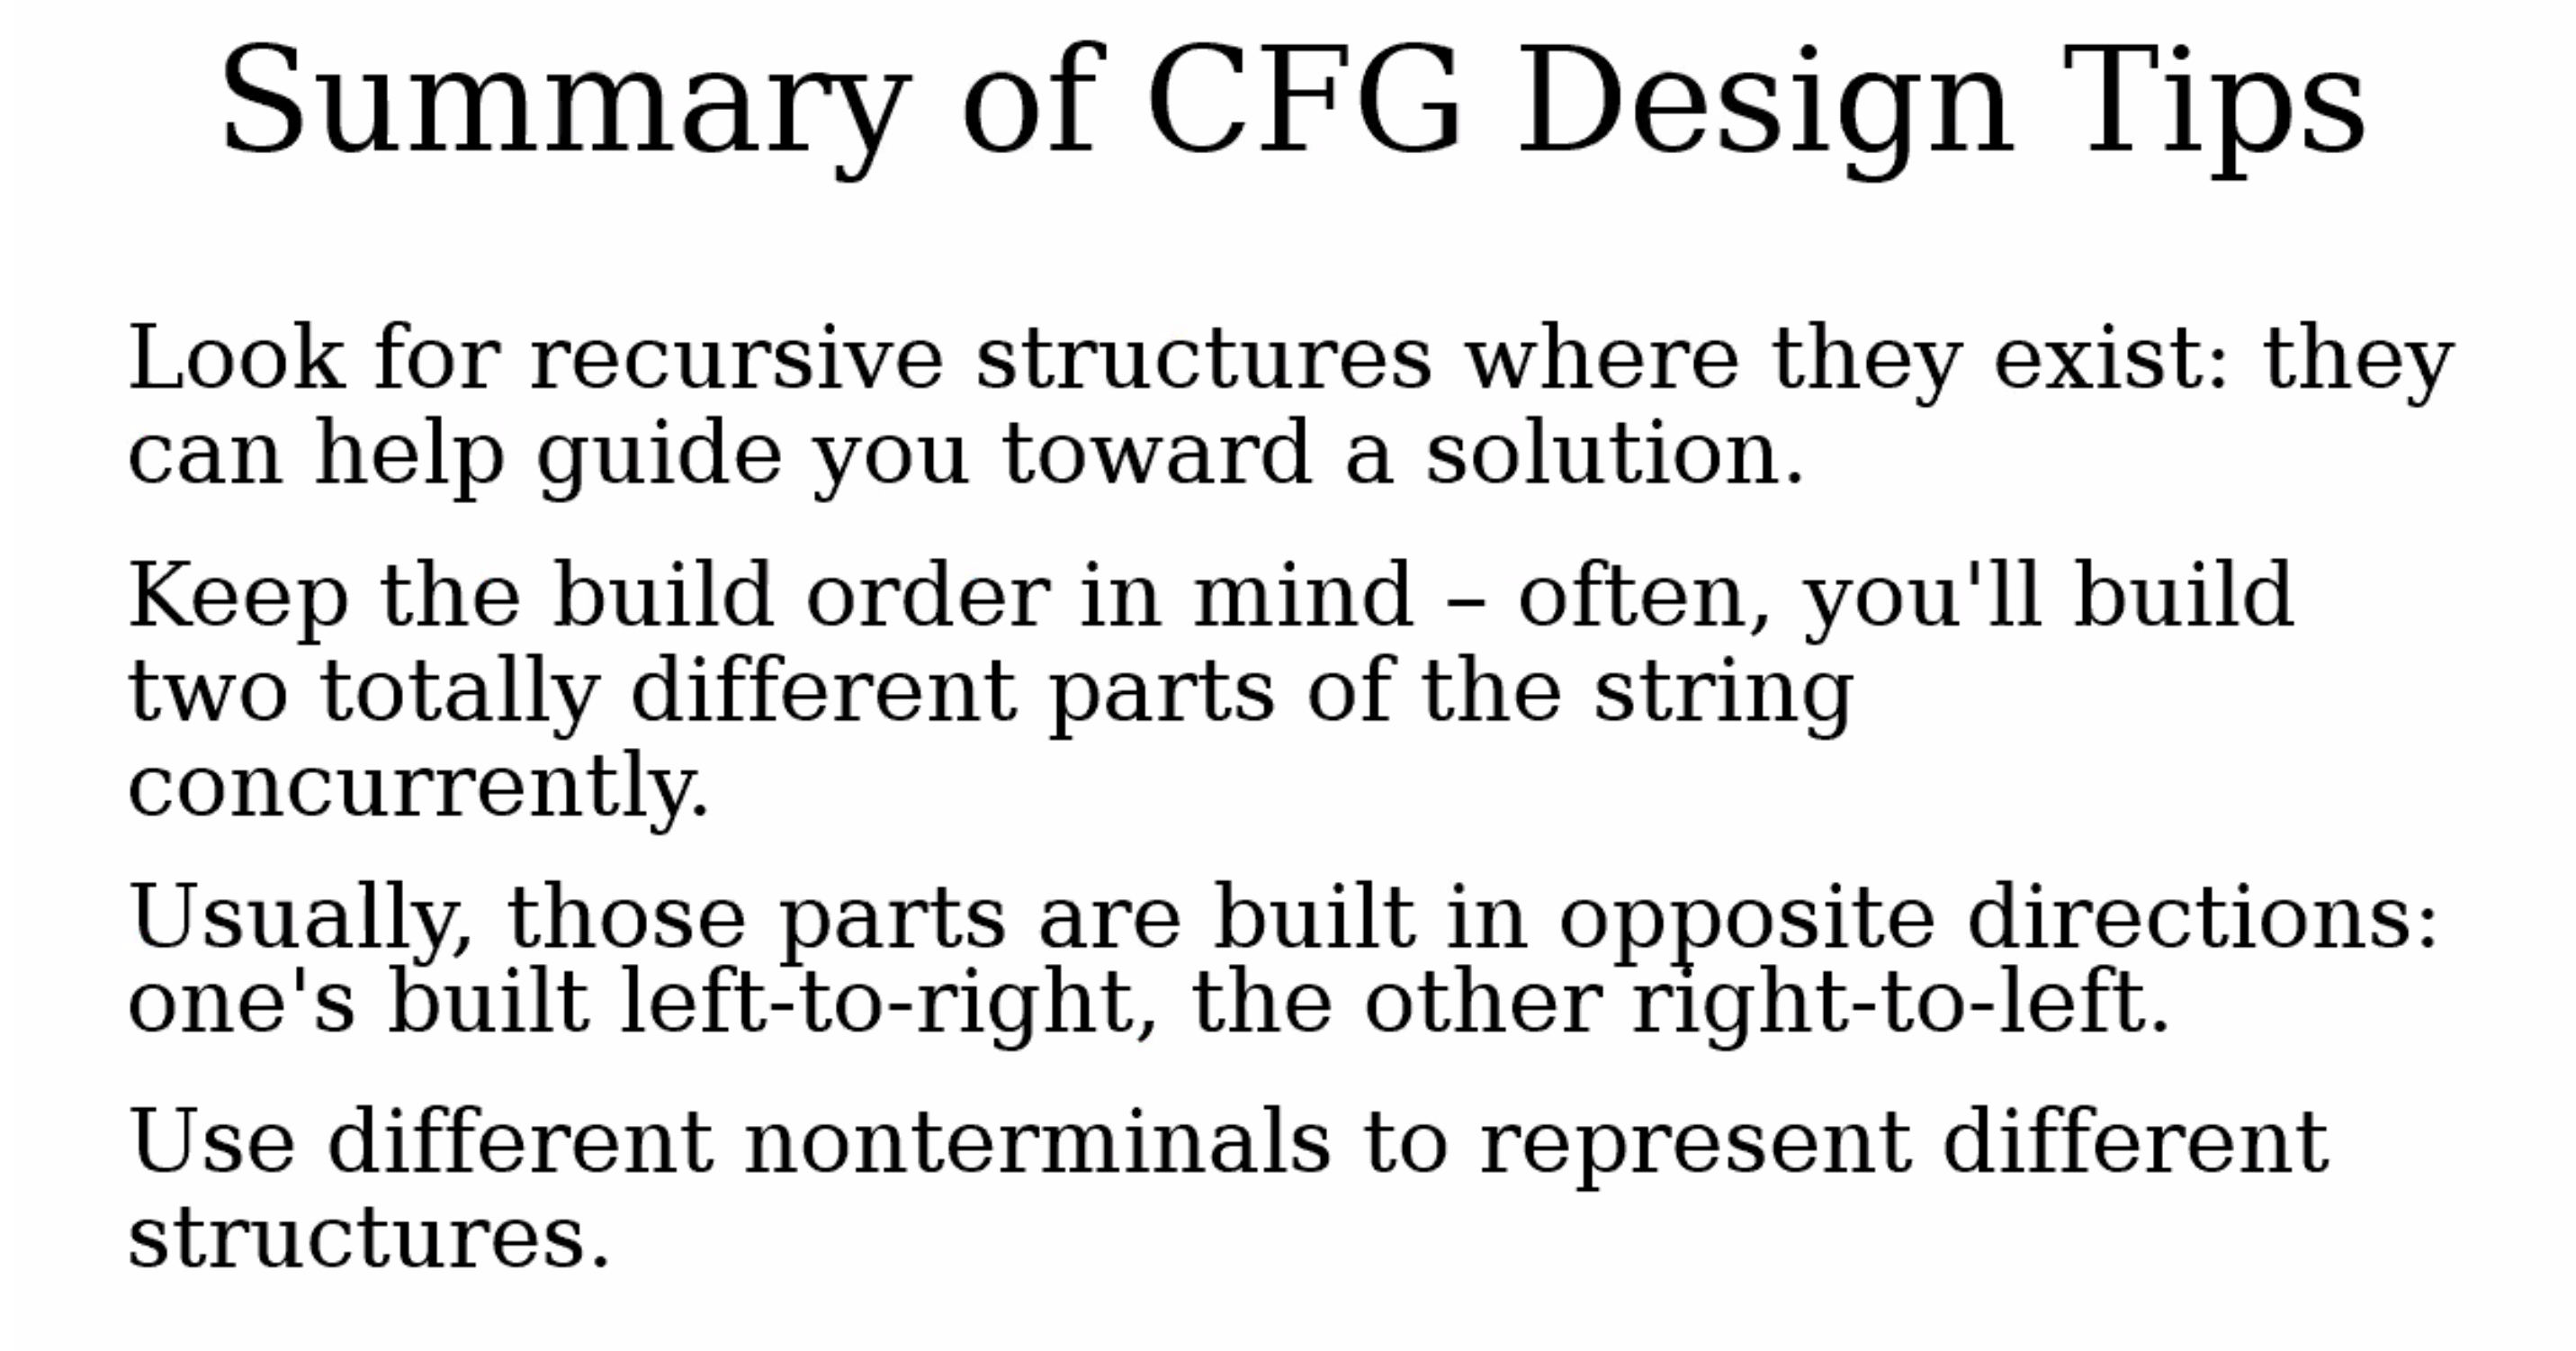 Summary of CFG Design Tips
Look for recursive structures where they exist: they
can help guide you toward a solution.
Keep the build order in mind – often, you'll build
two totally different parts of the string
concurrently.
Usually, those parts are built in opposite directions:
one's built left-to-right, the other right-to-left.
Use different nonterminals to represent different
structures.